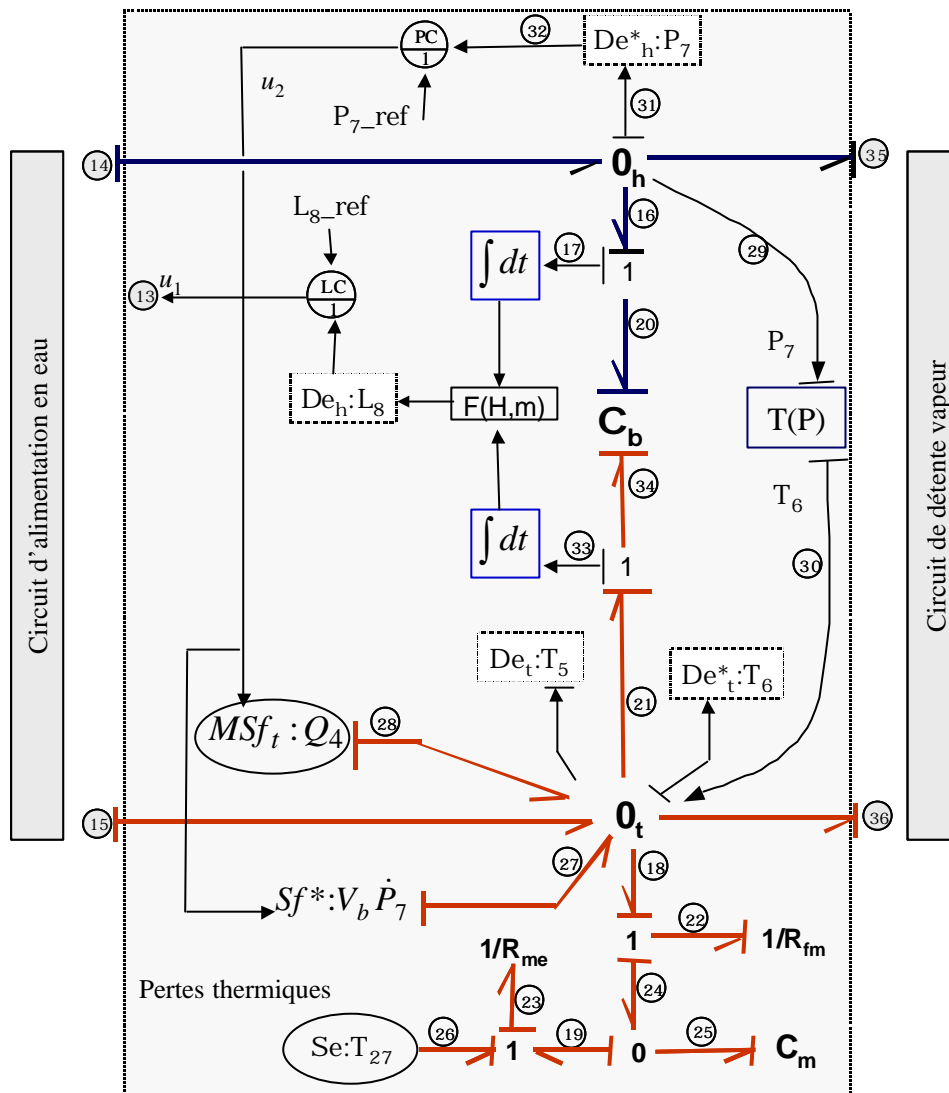 PC
1
32
De*h:P7
u2
31
P7_ref
14
0h
35
L8_ref
16
17
∫ dt
1
29
13
u1
LC
1
20
P7
Deh:L8
F(H,m)
Cb
T(P)
34
T6
∫ dt
33
1
30
Circuit d'alimentation en eau
Circuit de détente vapeur
Det:T5
De*t:T6
21
MSft : Q4
28
15
0t
36
27
18
Sf*:Vb Ṗ7
22
1
1/Rfm
1/Rme
24
Pertes thermiques
23
Se:T27
26
1
19
0
25
Cm